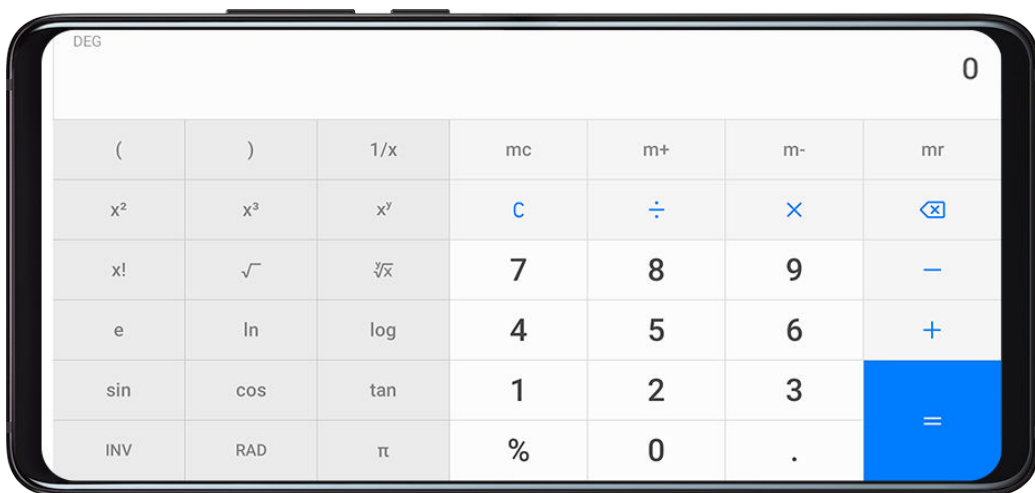 DEG
0
( ) 1/x mc m+ m- mr
x² x³ xʸ C ÷ ×
x! √ ʸ√x 7 8 9 −
e ln log 4 5 6 +
sin cos tan 1 2 3 =
INV RAD π % 0 .